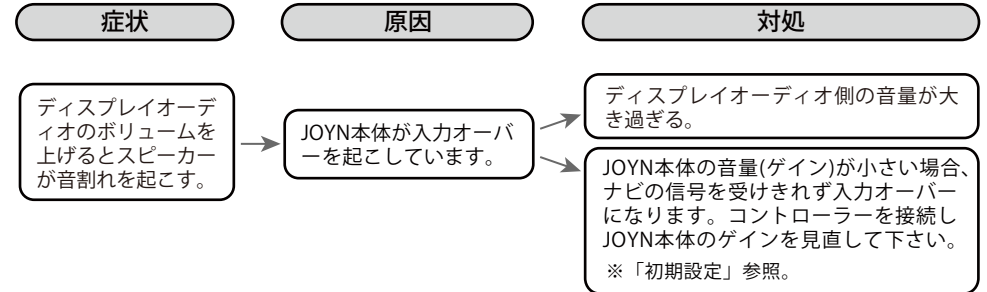 症状
原因
対処
ディスプレイオーデ
ィオのボリュームを
上げるとスピーカー
が音割れを起こす。
JOYN本体が入力オーバ
ーを起こしています。
ディスプレイオーディオ側の音量が大
き過ぎる。
JOYN本体の音量(ゲイン)が小さい場合、
ナビの信号を受けきれず入力オーバー
になります。コントローラーを接続し
JOYN本体のゲインを見直して下さい。
※「初期設定」参照。